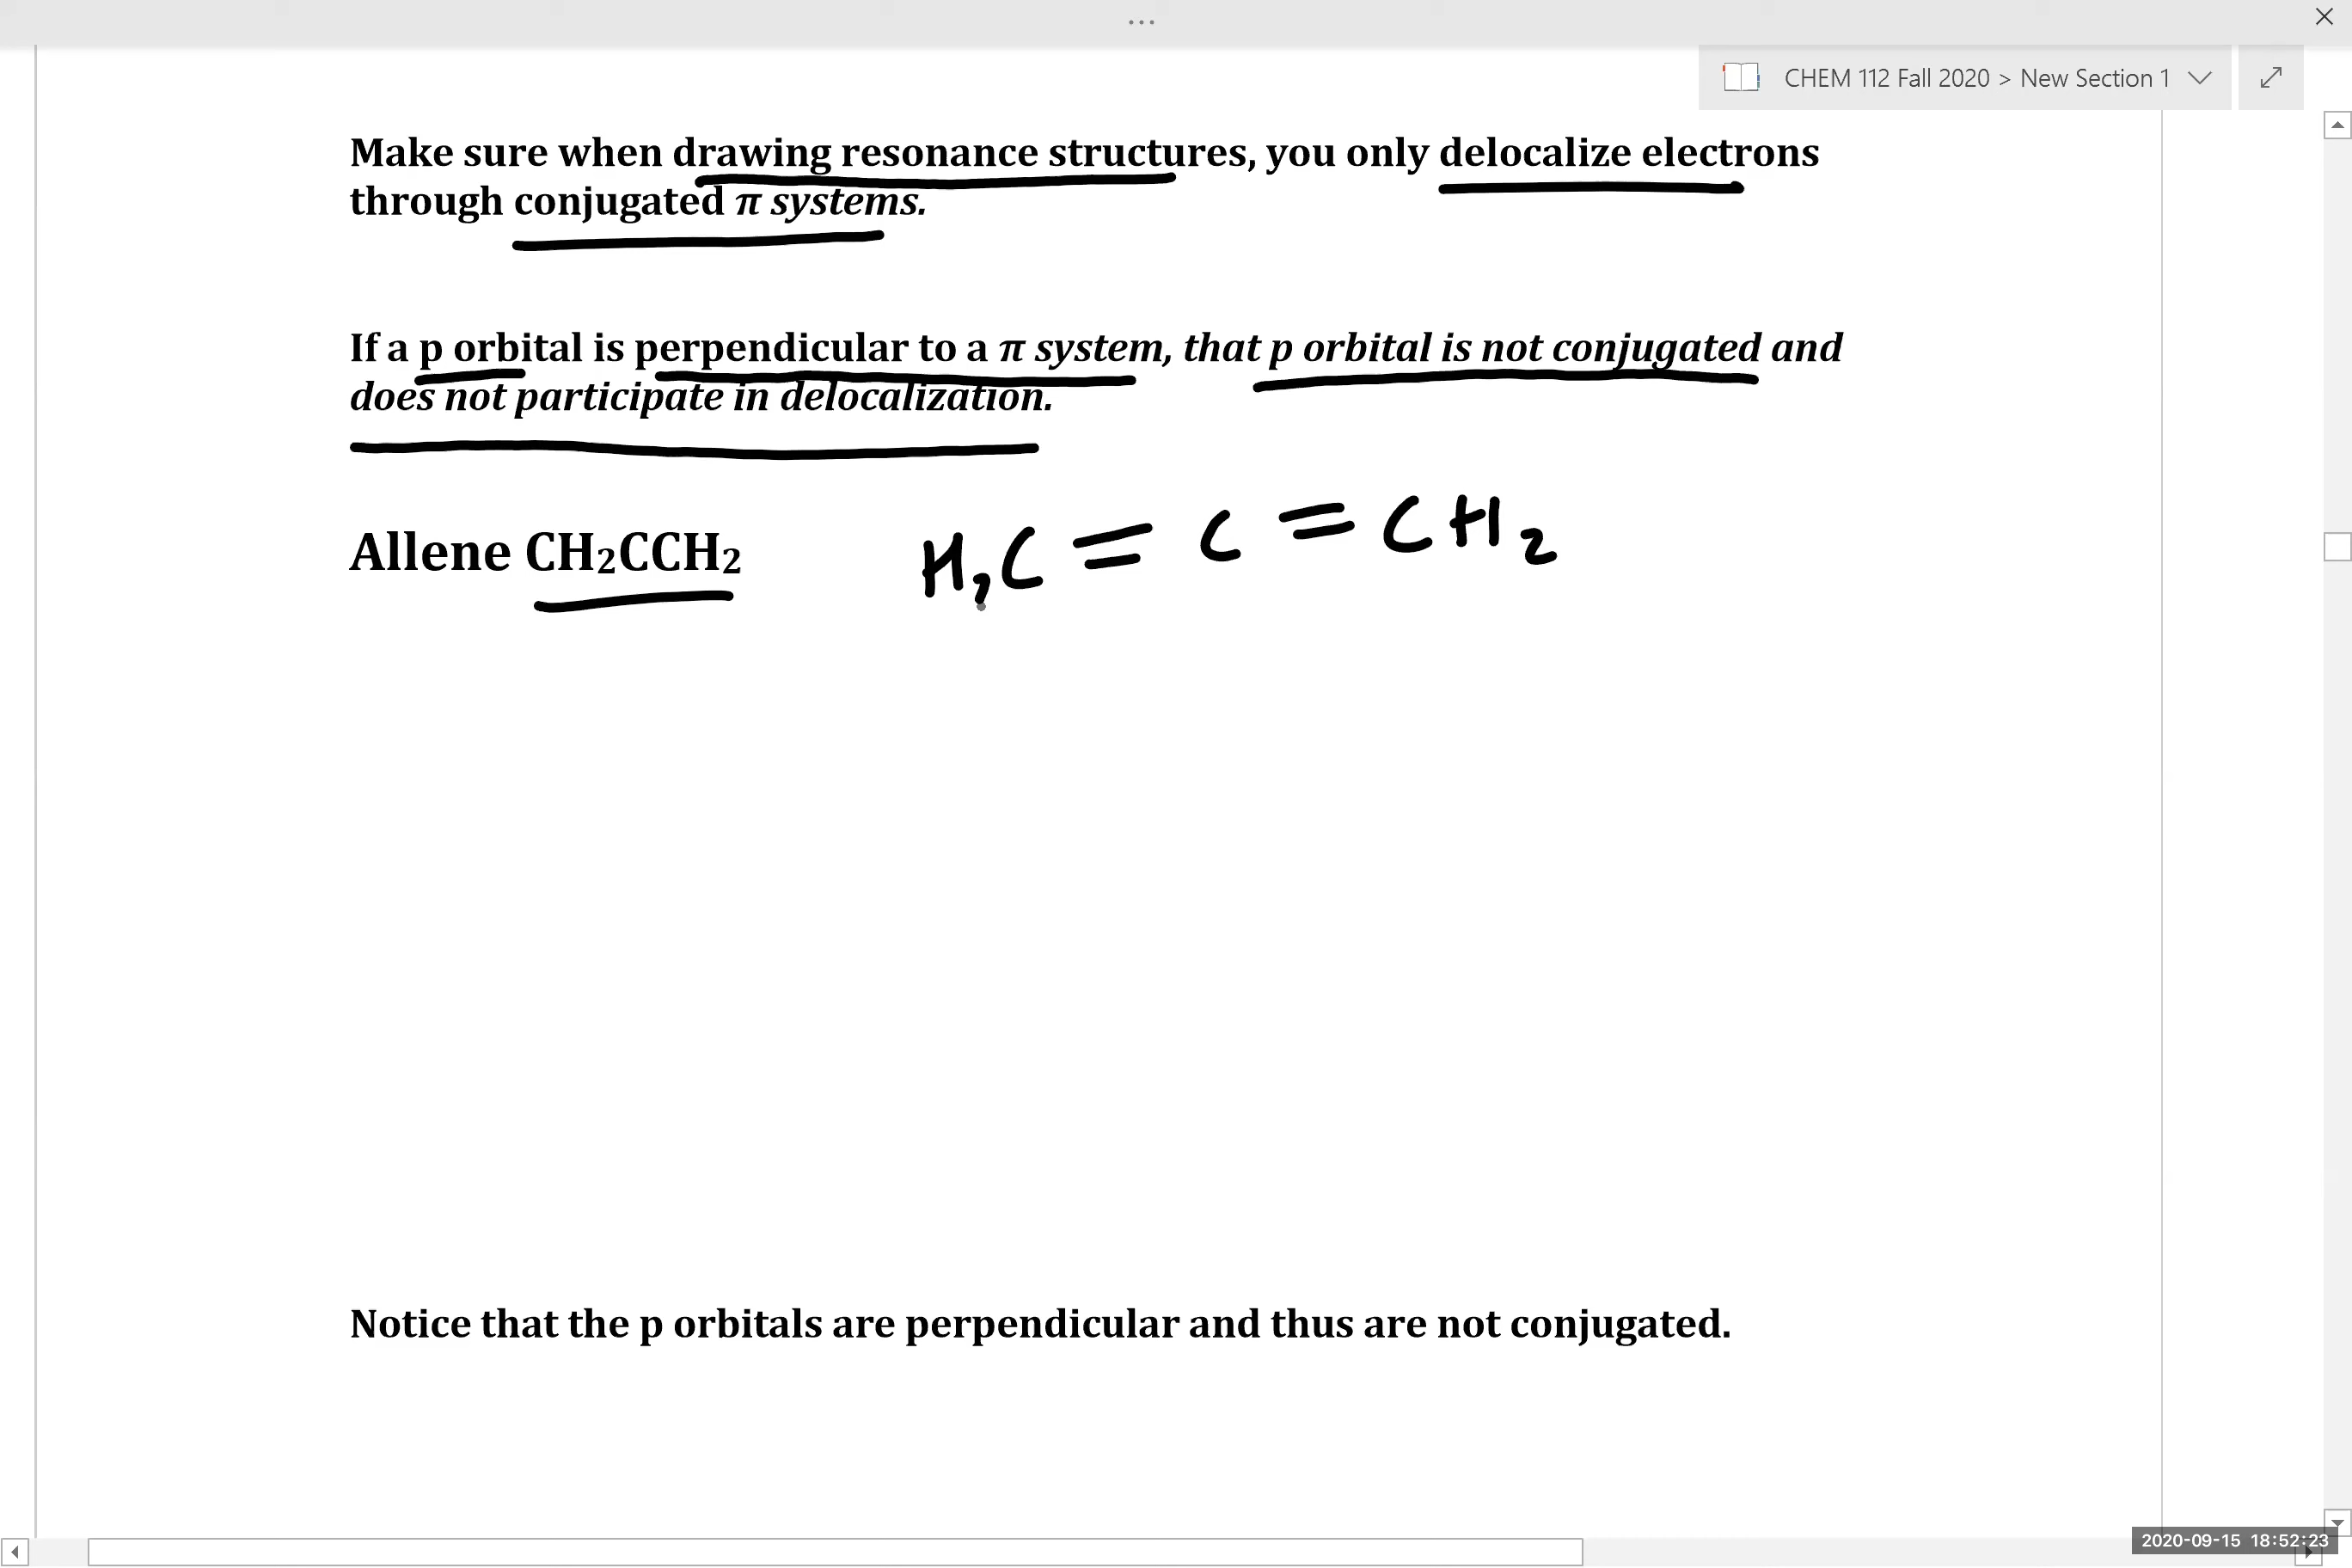 CHEM 112 Fall 2020 > New Section 1
Make sure when drawing resonance structures, you only delocalize electrons
through conjugated π systems.
If a p orbital is perpendicular to a π system, that p orbital is not conjugated and
does not participate in delocalization.
Allene CH₂CCH₂
H₂C = C = CH₂
Notice that the p orbitals are perpendicular and thus are not conjugated.
2020-09-15 18:52:23